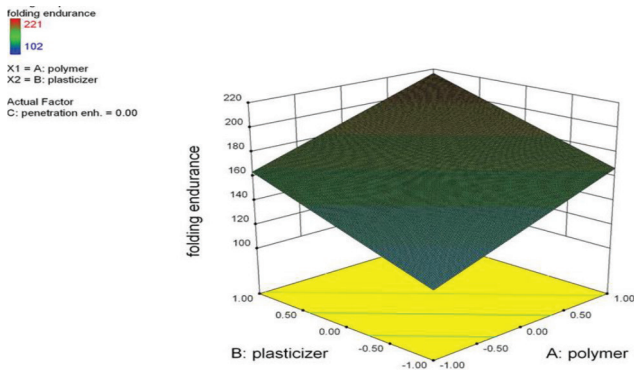 folding endurance
221
102
X1 = A: polymer
X2 = B: plasticizer
Actual Factor
C: penetration enh. = 0.00
folding endurance
220
200
180
160
140
120
100
1.00
0.50
0.00
-0.50
-1.00
B: plasticizer
-1.00
-0.50
0.00
0.50
1.00
A: polymer